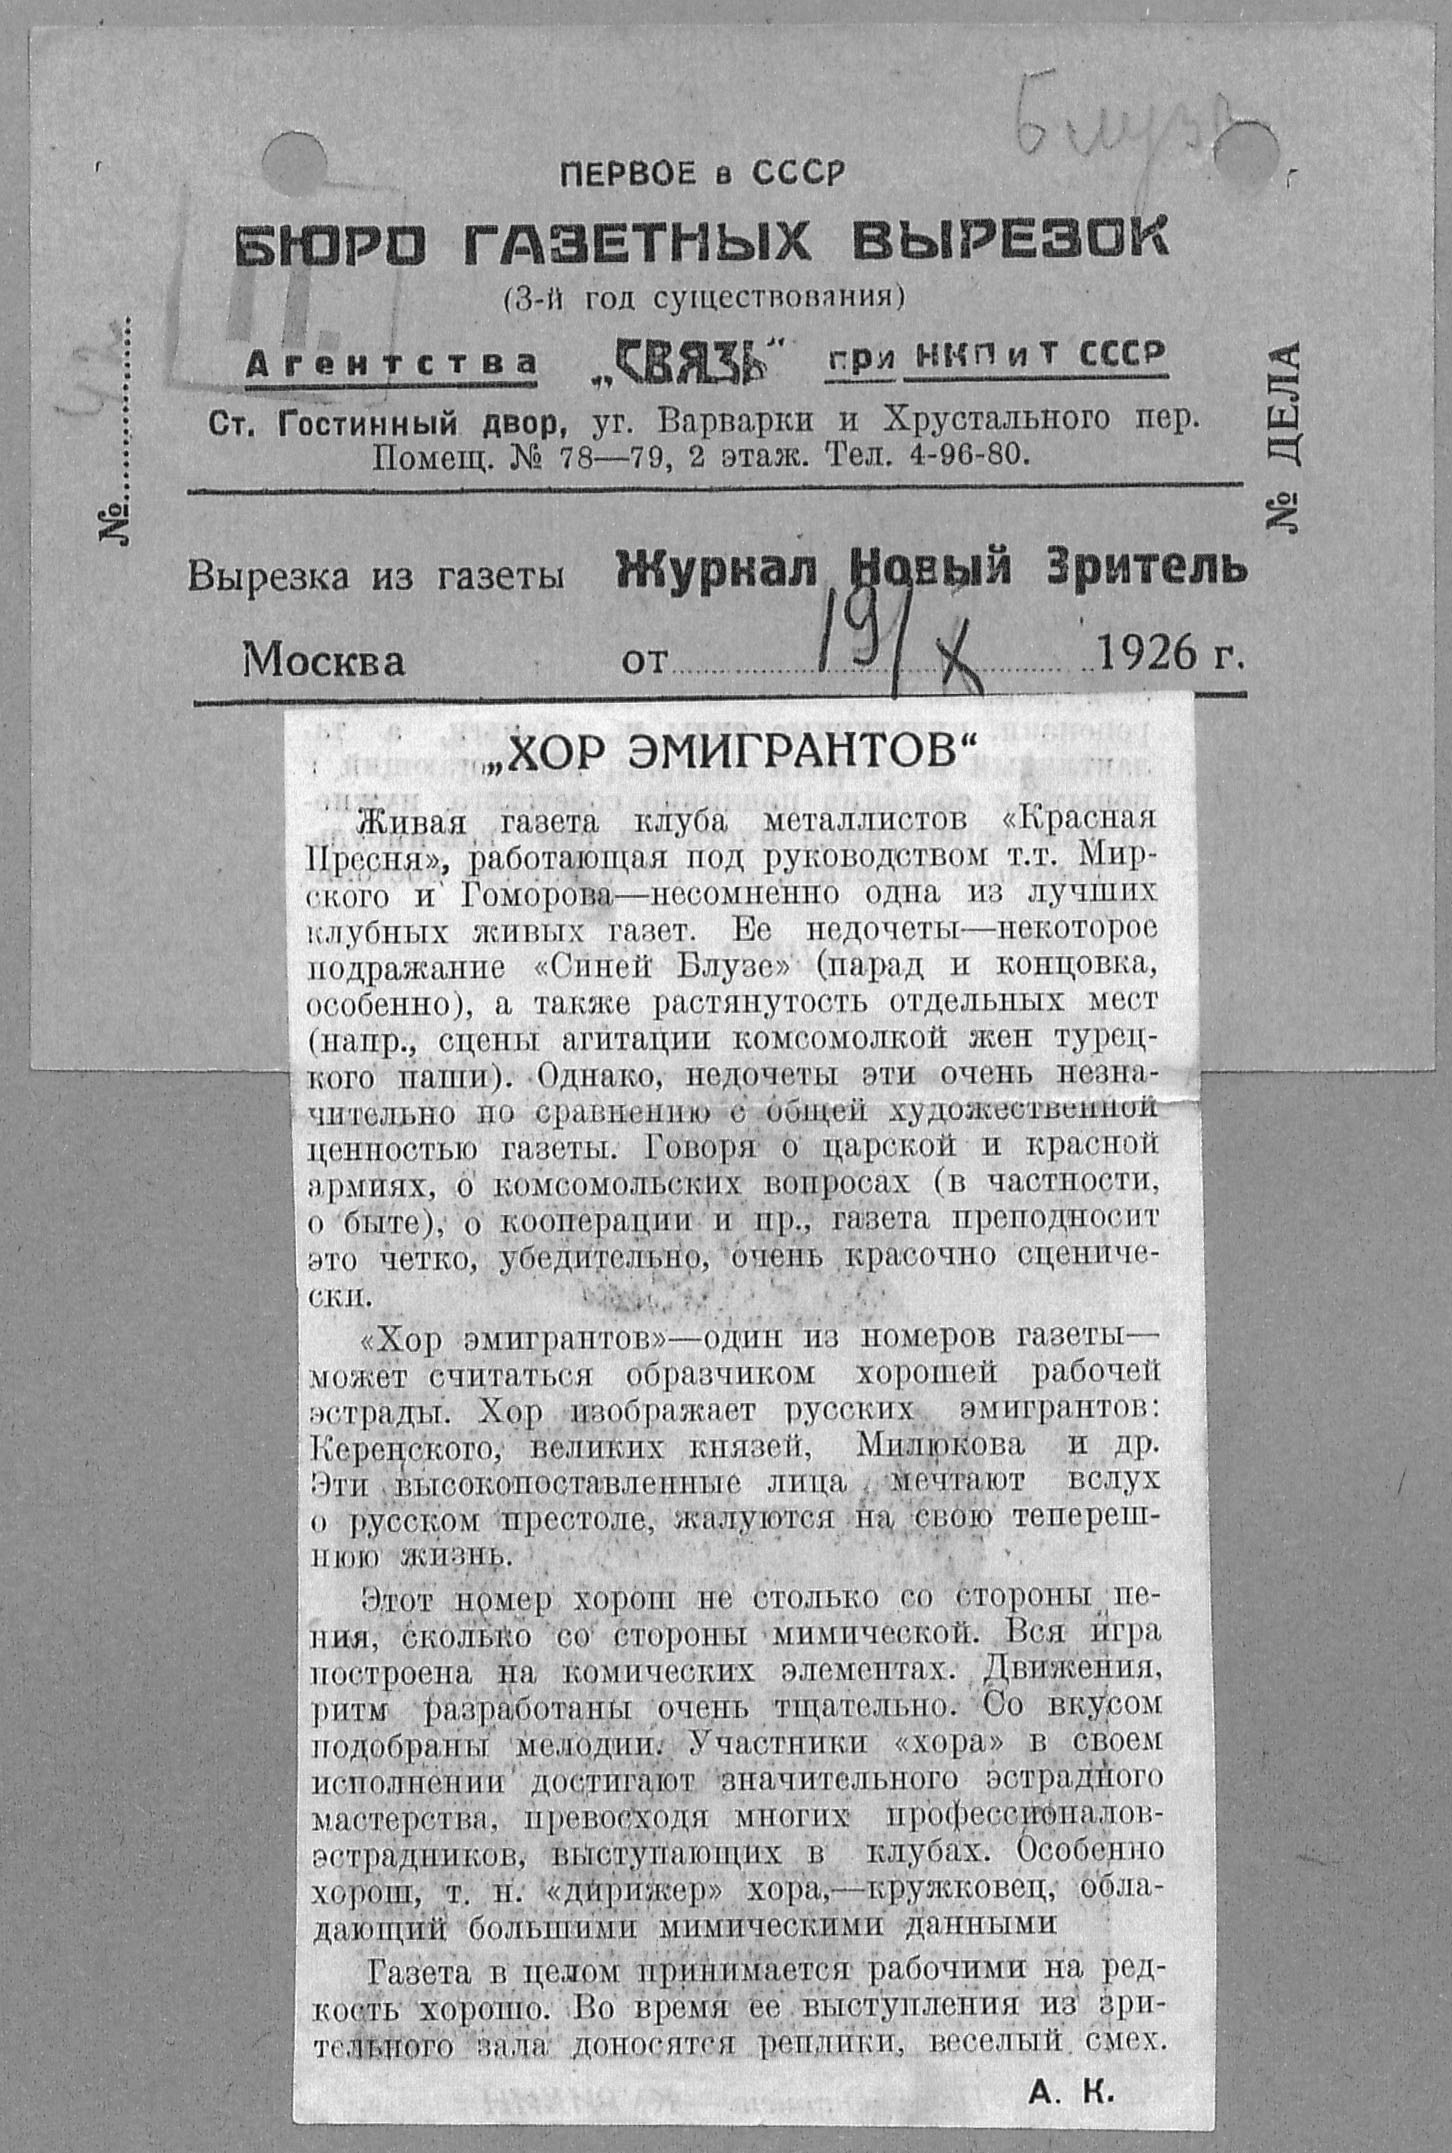 ПЕРВОЕ в СССР
БЮРО ГАЗЕТНЫХ ВЫРЕЗОК
(3-й год существования)
Агентства „СВЯЗЬ“ при НКПиТ СССР
Ст. Гостинный двор, уг. Варварки и Хрустального пер.
Помещ. № 78—79, 2 этаж. Тел. 4-96-80.
№
№ ДЕЛА
Вырезка из газеты Журнал Новый Зритель
Москва от 19/X 1926 г.
„ХОР ЭМИГРАНТОВ“
Живая газета клуба металлистов «Красная
Пресня», работающая под руководством т.т. Мир-
ского и Гоморова—несомненно одна из лучших
клубных живых газет. Ее недочеты—некоторое
подражание «Синей Блузе» (парад и концовка,
особенно), а также растянутость отдельных мест
(напр., сцены агитации комсомолкой жен турец-
кого паши). Однако, недочеты эти очень незна-
чительно по сравнению с общей художественной
ценностью газеты. Говоря о царской и красной
армиях, о комсомольских вопросах (в частности,
о быте), о кооперации и пр., газета преподносит
это четко, убедительно, очень красочно сцениче-
ски.
«Хор эмигрантов»—один из номеров газеты—
может считаться образчиком хорошей рабочей
эстрады. Хор изображает русских эмигрантов:
Керенского, великих князей, Милюкова и др.
Эти высокопоставленные лица мечтают вслух
о русском престоле, жалуются на свою тепереш-
нюю жизнь.
Этот номер хорош не столько со стороны пе-
ния, сколько со стороны мимической. Вся игра
построена на комических элементах. Движения,
ритм разработаны очень тщательно. Со вкусом
подобраны мелодии. Участники «хора» в своем
исполнении достигают значительного эстрадного
мастерства, превосходя многих профессионалов-
эстрадников, выступающих в клубах. Особенно
хорош, т. н. «дирижер» хора,—кружковец, обла-
дающий большими мимическими данными
Газета в целом принимается рабочими на ред-
кость хорошо. Во время ее выступления из зри-
тельного зала доносятся реплики, веселый смех.
А. К.